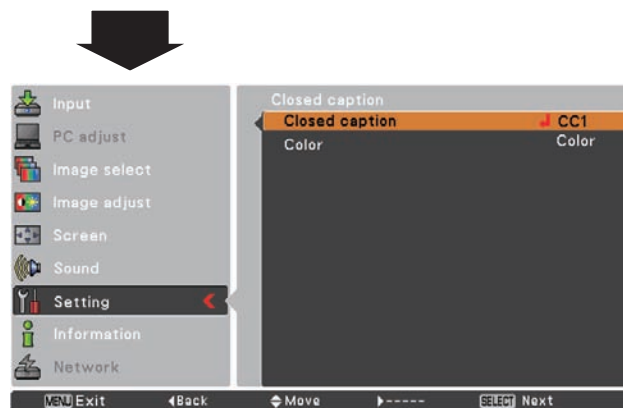 Input
PC adjust
Image select
Image adjust
Screen
Sound
Setting
Information
Network
Closed caption
Closed caption CC1
Color Color
MENU Exit Back Move ----- SELECT Next